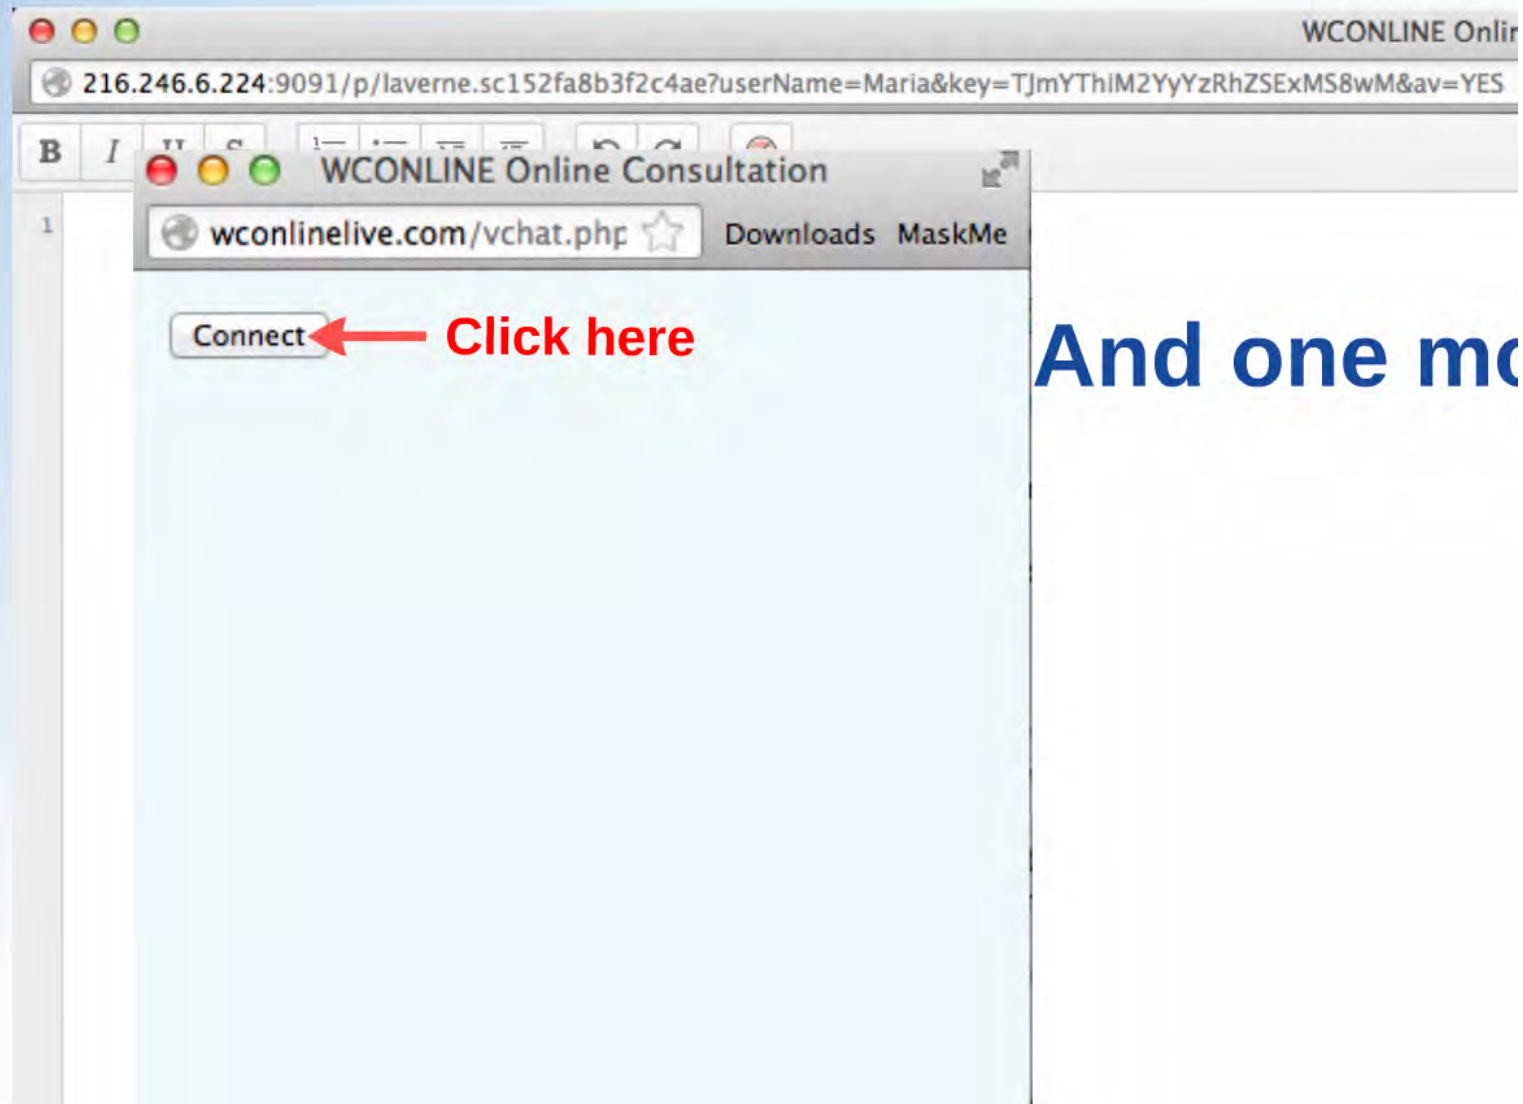 WCONLINE Onlin
216.246.6.224:9091/p/laverne.sc152fa8b3f2c4ae?userName=Maria&key=TJmYThiM2YyYzRhZSExMS8wM&av=YES
B I U S
WCONLINE Online Consultation
1
wconlinelive.com/vchat.php Downloads MaskMe
Connect Click here
And one mo